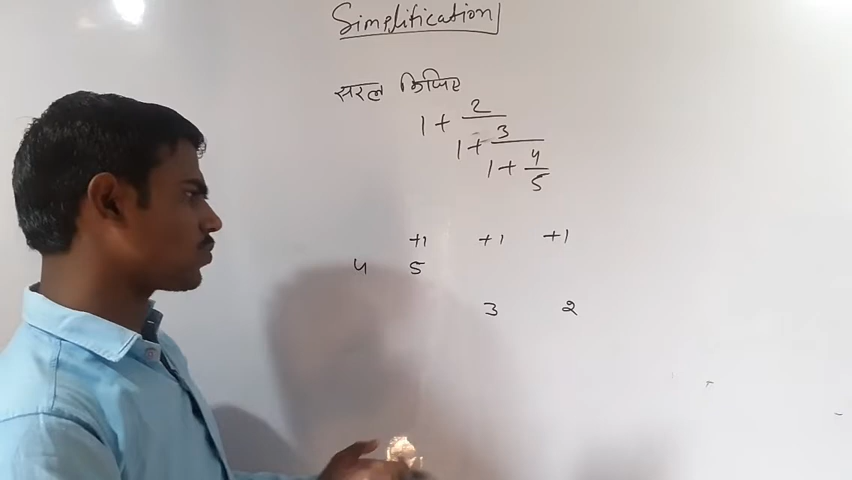 Simplification
सरल किजिए
1 + 2
1 + 3
1 + 4
5
+1 +1 +1
4 5
3 2